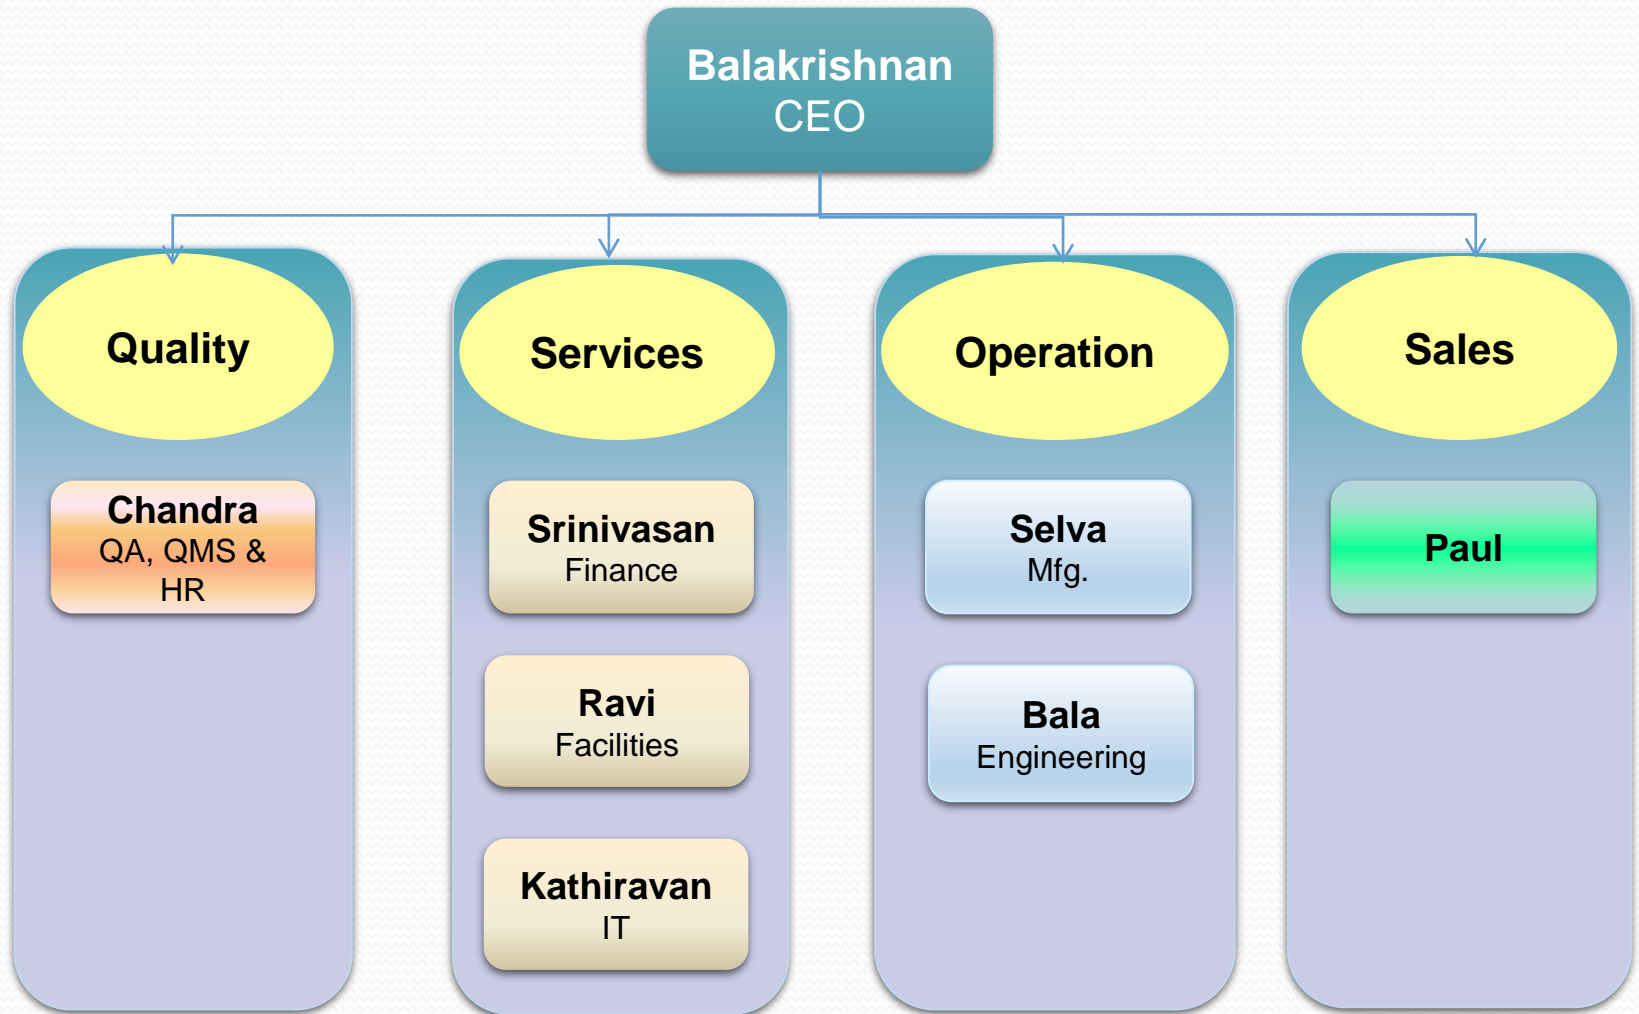 Balakrishnan
CEO
Quality
Services
Operation
Sales
Chandra
QA, QMS &
HR
Srinivasan
Finance
Ravi
Facilities
Kathiravan
IT
Selva
Mfg.
Bala
Engineering
Paul